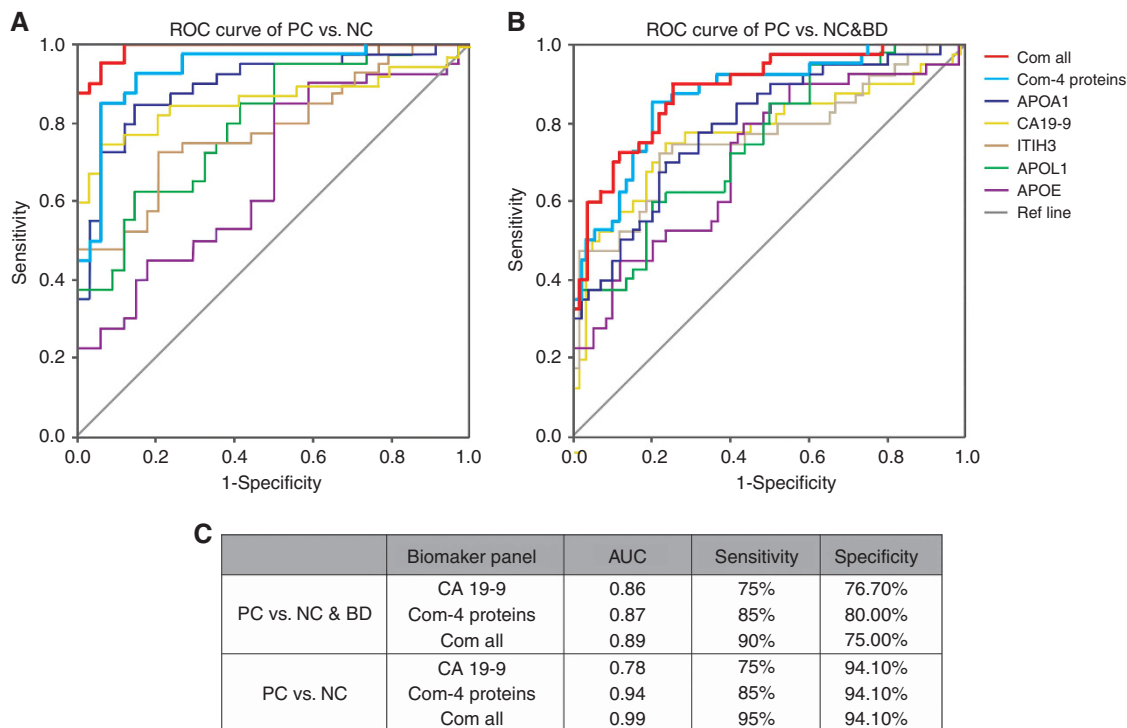 A
ROC curve of PC vs. NC
Sensitivity
1.0
0.8
0.6
0.4
0.2
0.0
0.0 0.2 0.4 0.6 0.8 1.0
1-Specificity
B
ROC curve of PC vs. NC&BD
Sensitivity
1.0
0.8
0.6
0.4
0.2
0.0
0.0 0.2 0.4 0.6 0.8 1.0
1-Specificity
Com all
Com-4 proteins
APOA1
CA19-9
ITIH3
APOL1
APOE
Ref line
C
Biomaker panel AUC Sensitivity Specificity
PC vs. NC & BD
CA 19-9 0.86 75% 76.70%
Com-4 proteins 0.87 85% 80.00%
Com all 0.89 90% 75.00%
PC vs. NC
CA 19-9 0.78 75% 94.10%
Com-4 proteins 0.94 85% 94.10%
Com all 0.99 95% 94.10%